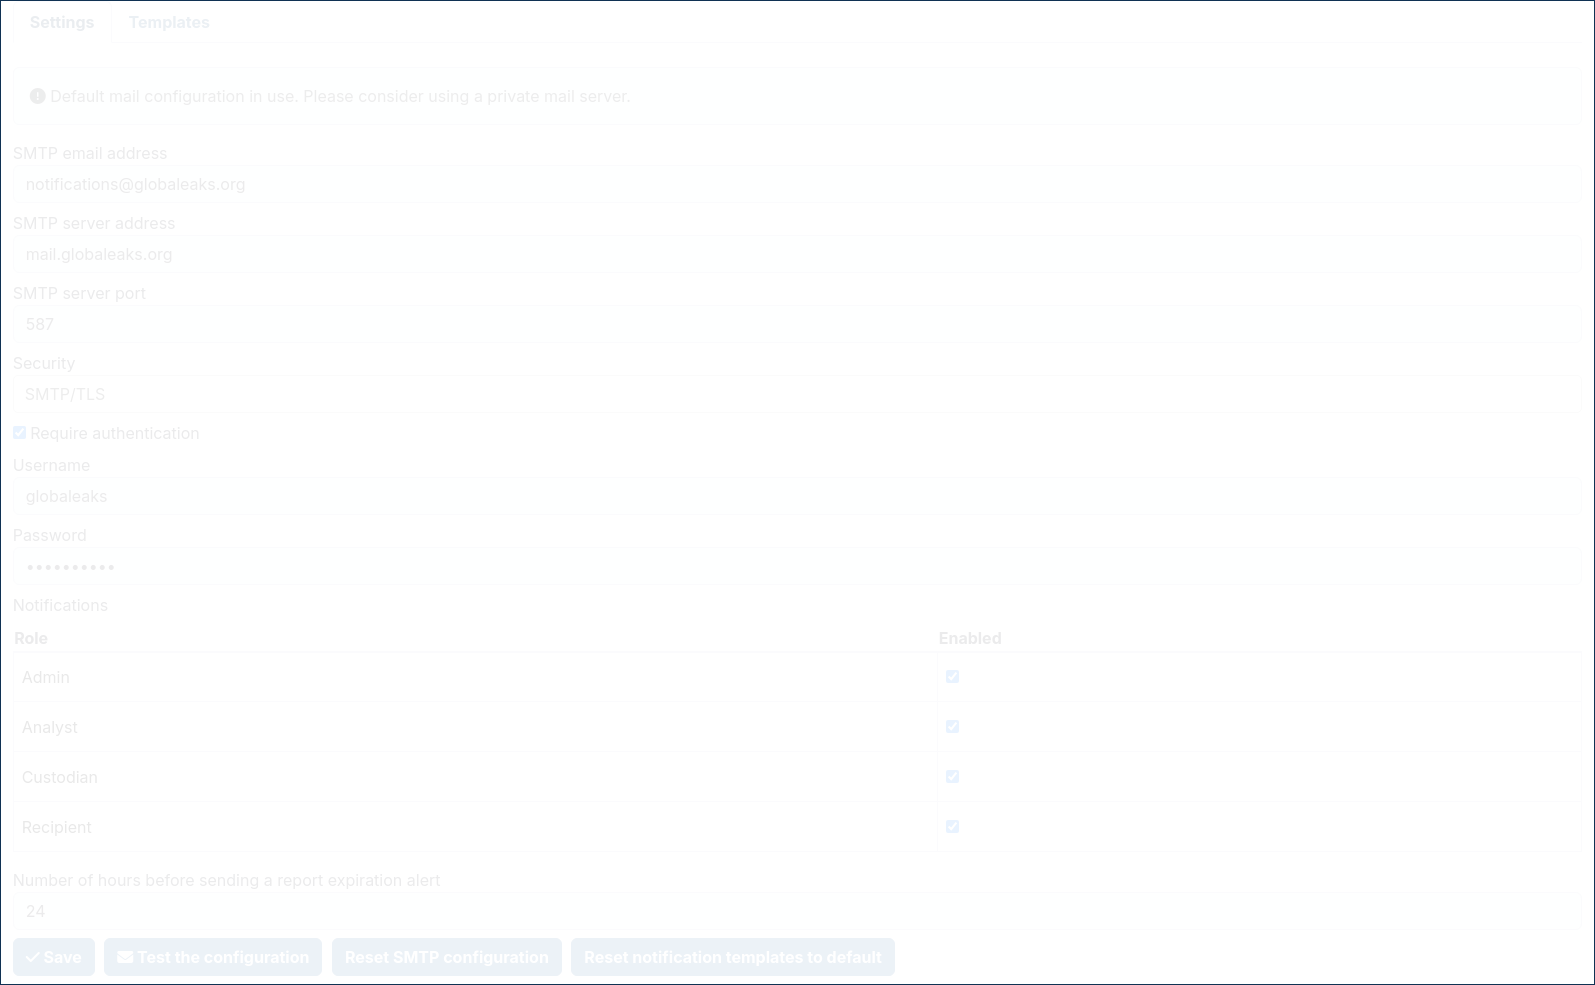 Settings Templates
Default mail configuration in use. Please consider using a private mail server.
SMTP email address
notifications@globaleaks.org
SMTP server address
mail.globaleaks.org
SMTP server port
587
Security
SMTP/TLS
Require authentication
Username
globaleaks
Password
••••••••••
Notifications
Role Enabled
Admin
Analyst
Custodian
Recipient
Number of hours before sending a report expiration alert
24
Save Test the configuration Reset SMTP configuration Reset notification templates to default